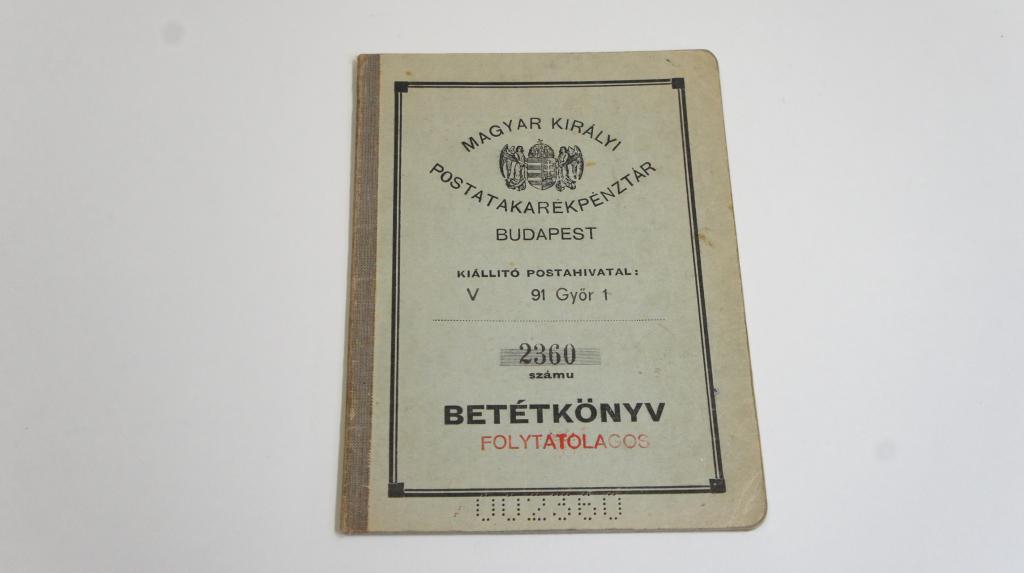 MAGYAR KIRÁLYI
POSTATAKARÉKPÉNZTÁR
BUDAPEST
KIÁLLITÓ POSTAHIVATAL:
V 91 Győr 1
2360
számu
BETÉTKÖNYV
FOLYTATÓLAGOS
002360